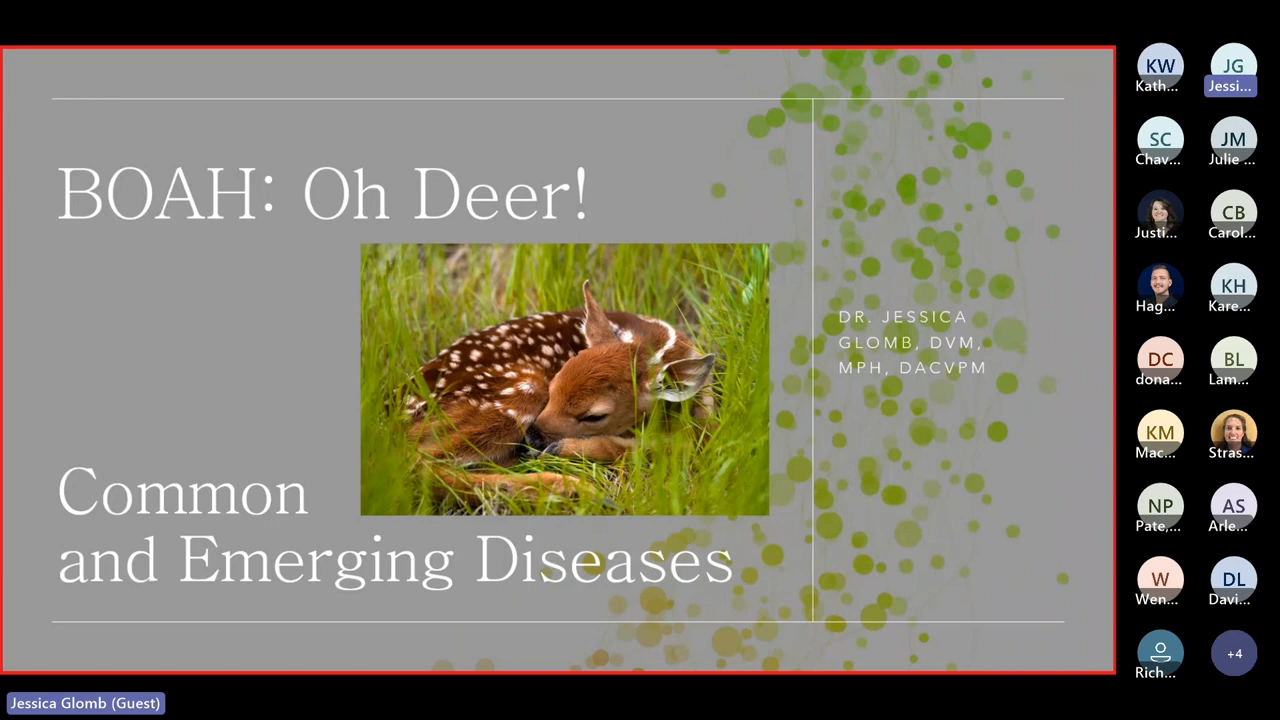 BOAH: Oh Deer!
Common
and Emerging Diseases
DR. JESSICA
GLOMB, DVM,
MPH, DACVPM
KW
Kath...
JG
Jessi...
SC
Chav...
JM
Julie ...
Justi...
CB
Carol...
Hag...
KH
Kare...
DC
dona...
BL
Lam...
KM
Mac...
Stras...
NP
Pate,...
AS
Arle...
W
Wen...
DL
Davi...
Rich...
+4
Jessica Glomb (Guest)